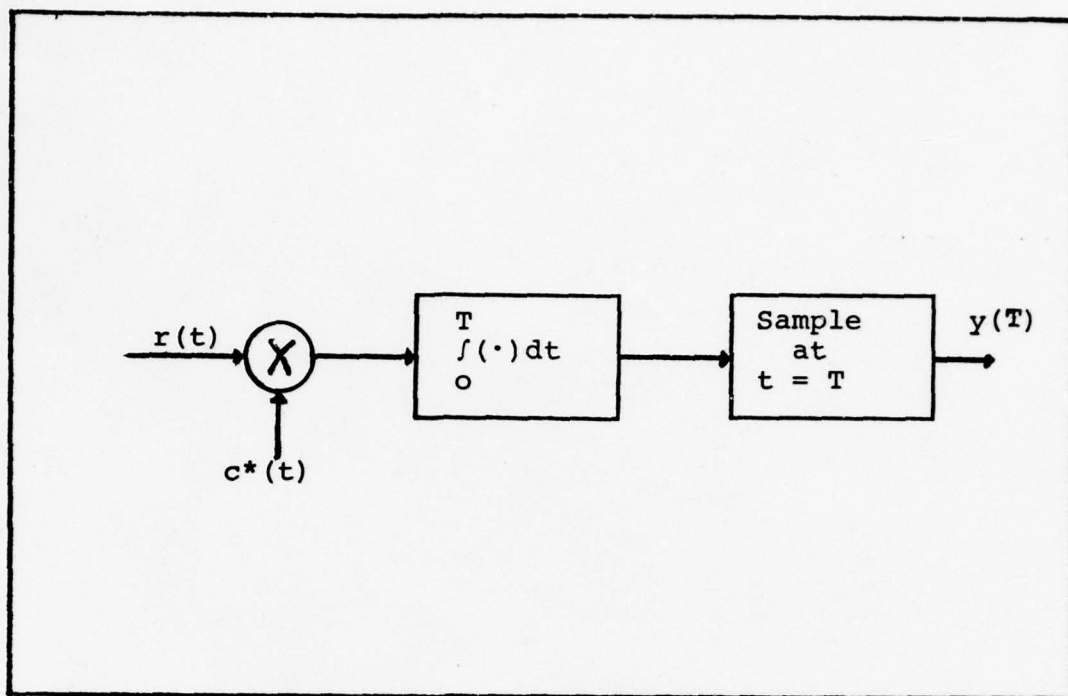 r(t)
X
c*(t)
T
∫(·)dt
o
Sample
at
t = T
y(T)